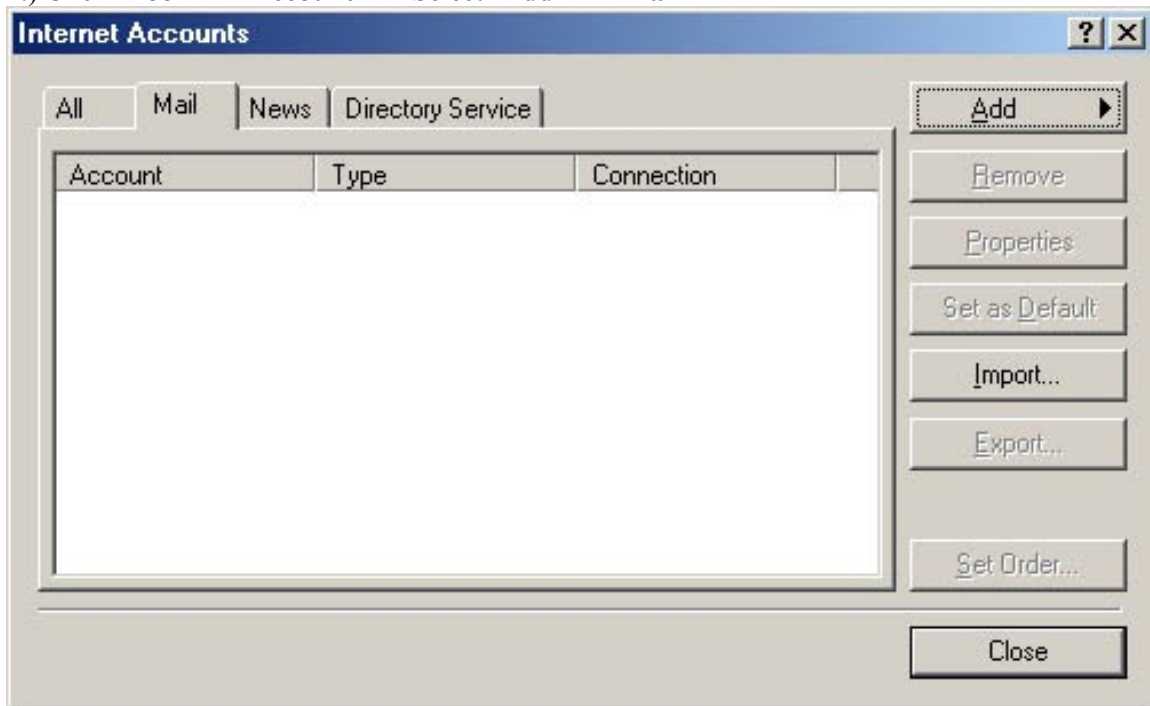 Internet Accounts
All Mail News Directory Service
Add
Account Type Connection
Remove
Properties
Set as Default
Import...
Export...
Set Order...
Close